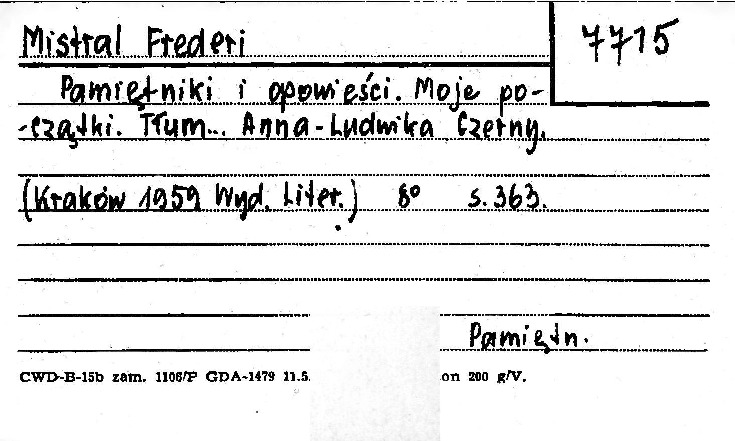 Mistral Frederi
7715
Pamiętniki i opowieści. Moje po-
-czątki. Tłum... Anna-Ludwika Czerny.
(Kraków 1959 Wyd. Liter.) 8° s. 363.
Pamiętn.
CWD-B-15b zam. 1106/P GDA-1479 11.5. on 200 g/V.